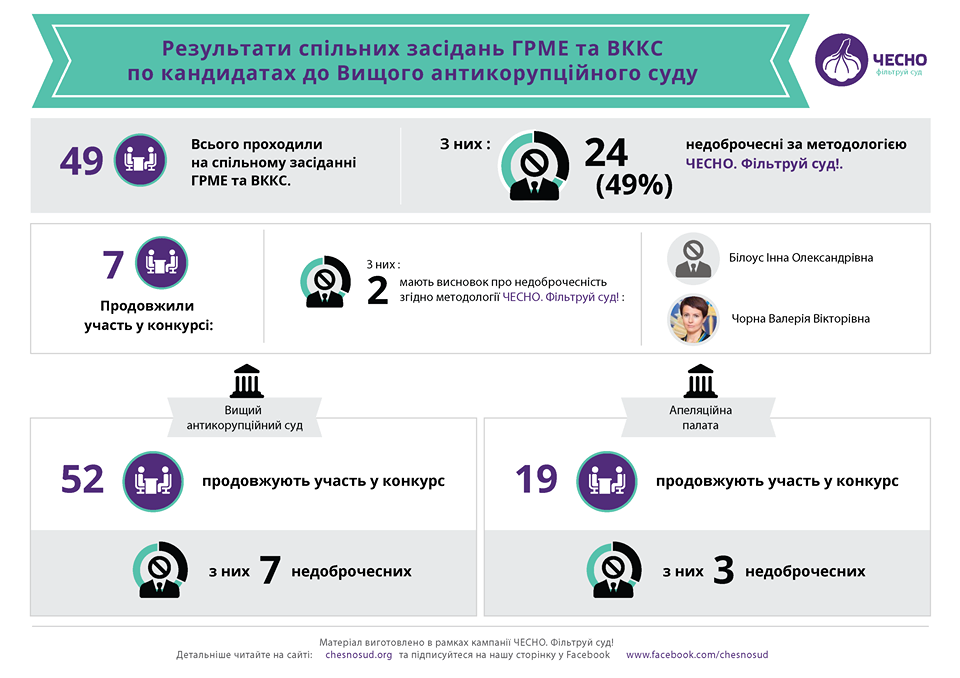 Результати спільних засідань ГРМЕ та ВККС
по кандидатах до Вищого антикорупційного суду
ЧЕСНО
фільтруй суд
49
Всього проходили
на спільному засіданні
ГРМЕ та ВККС.
З них :
24
(49%)
недоброчесні за методологією
ЧЕСНО. Фільтруй суд!.
7
Продовжили
участь у конкурсі:
З них :
2
мають висновок про недоброчесність
згідно методології ЧЕСНО. Фільтруй суд! :
Білоус Інна Олександрівна
Чорна Валерія Вікторівна
Вищий
антикорупційний суд
52
продовжують участь у конкурс
з них 7 недоброчесних
Апеляційна
палата
19
продовжують участь у конкурс
з них 3 недоброчесних
Матеріал виготовлено в рамках кампанії ЧЕСНО. Фільтруй суд!
Детальніше читайте на сайті: chesnosud.org та підписуйтеся на нашу сторінку у Facebook www.facebook.com/chesnosud